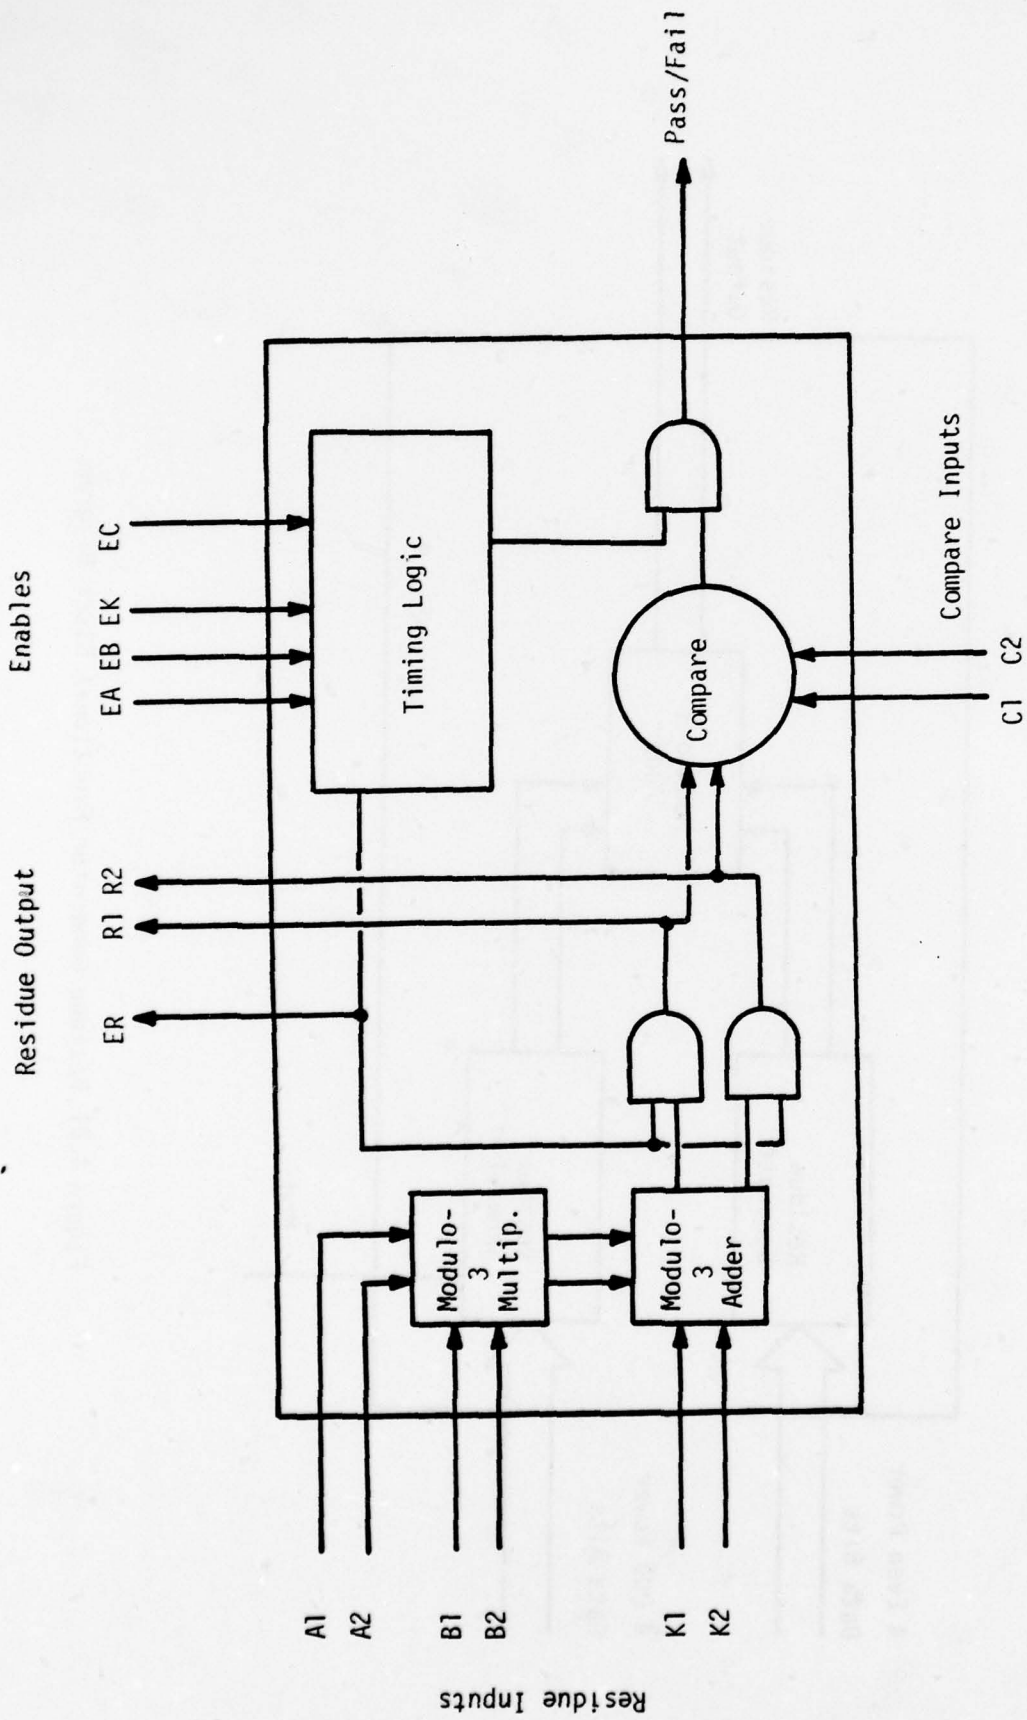 Residue Output
Enables
ER
R1
R2
EA
EB
EK
EC
Timing Logic
Pass/Fail
A1
A2
B1
B2
K1
K2
Residue Inputs
Modulo-
3
Multip.
Modulo-
3
Adder
Compare
C1
C2
Compare Inputs